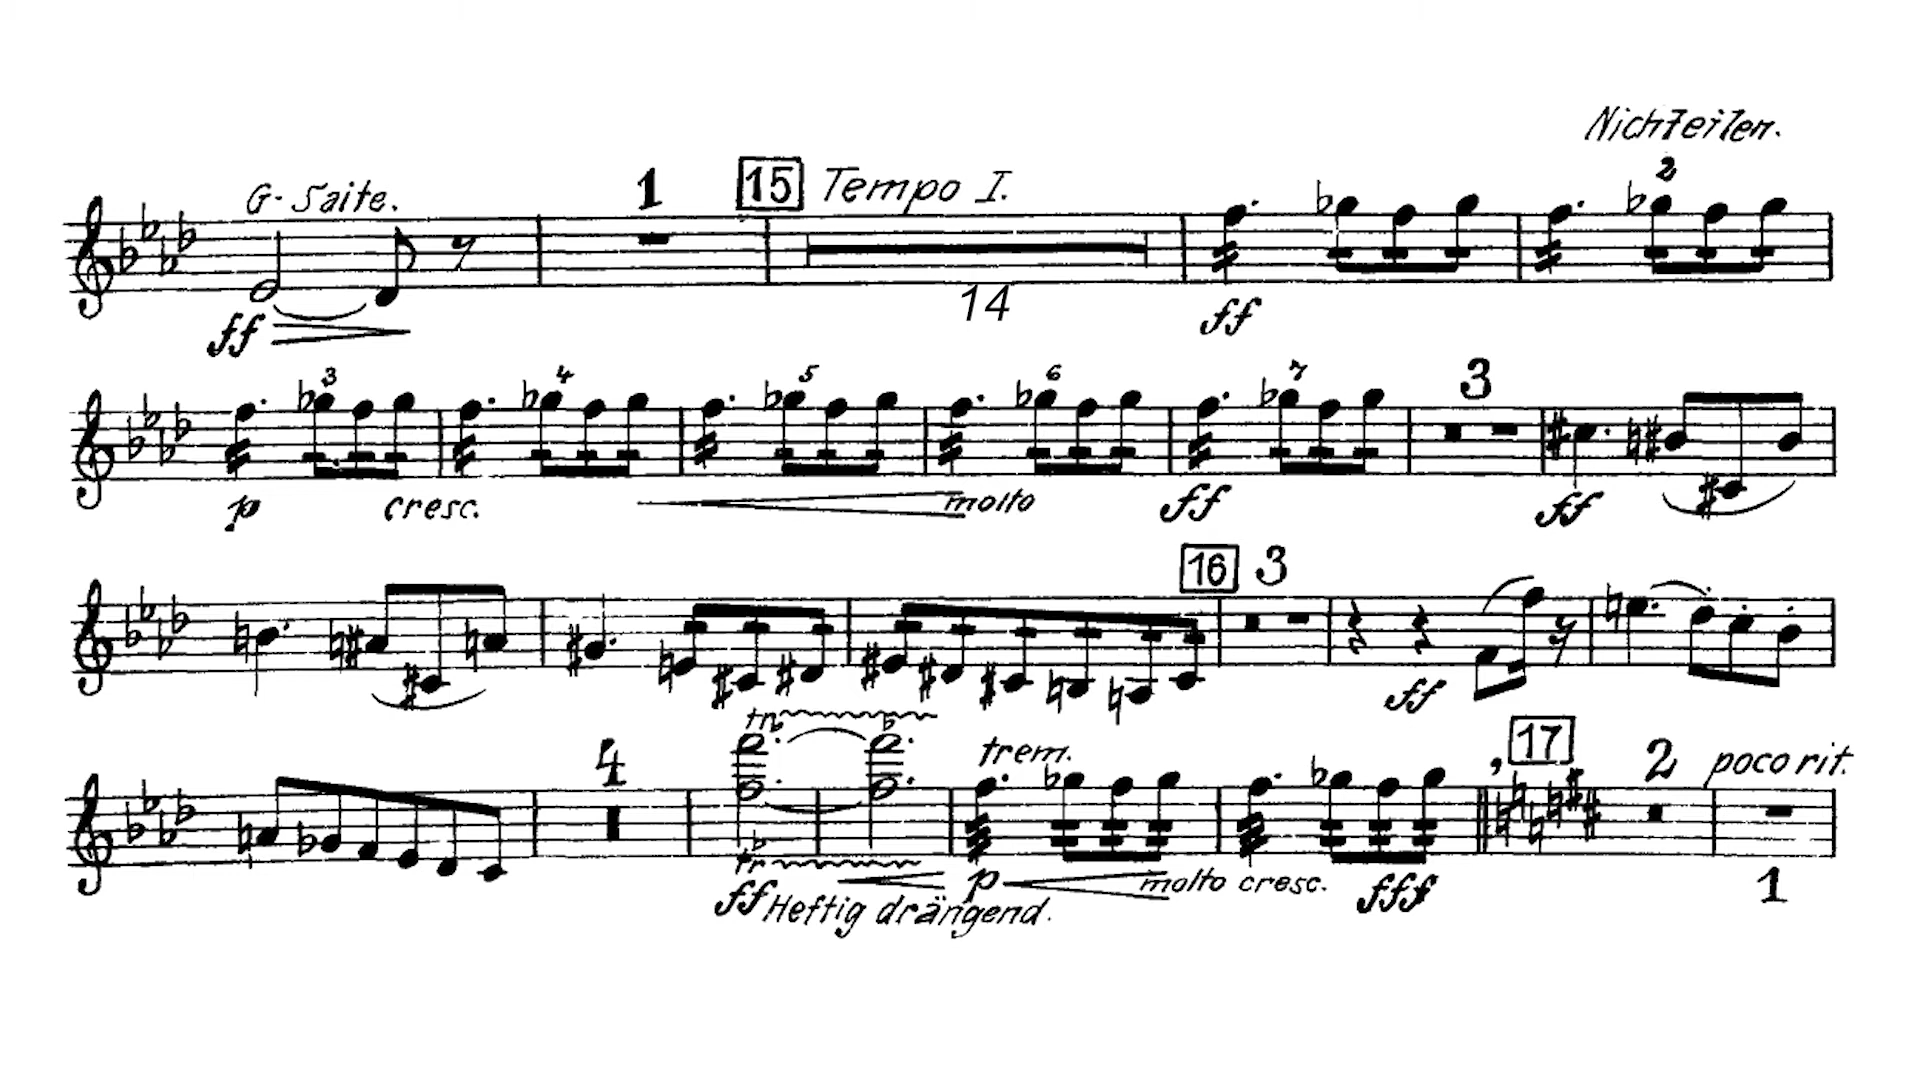 Nicht teilen.
G-Saite. 1 15 Tempo I. 2
14
ff ff
3 4 5 6 7 3
p cresc. molto ff ff
16 3
ff
4 tr trem. 17 2 poco rit.
tr p molto cresc. fff 1
ff Heftig drängend.